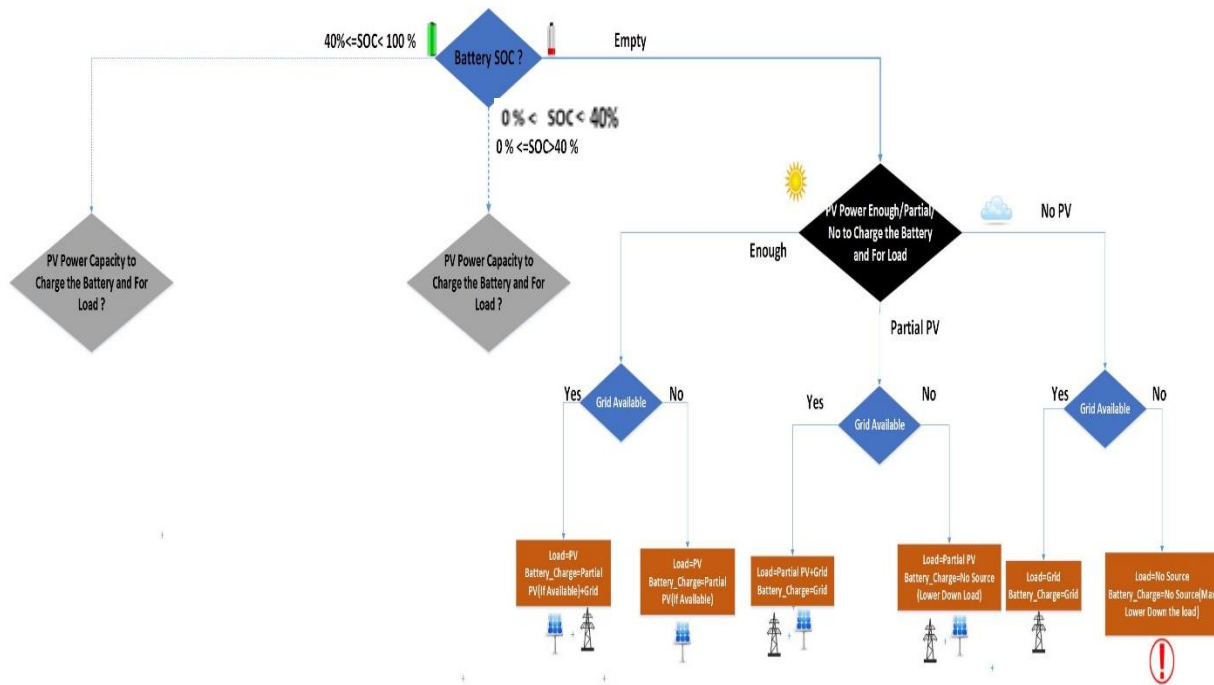 40%<=SOC< 100 %
Battery SOC ?
Empty
0 % < SOC < 40%
0 % <=SOC>40 %
PV Power Capacity to
Charge the Battery and For
Load ?
PV Power Capacity to
Charge the Battery and For
Load ?
PV Power Enough/Partial/
No to Charge the Battery
and For Load
Enough
No PV
Partial PV
Yes
Grid Available
No
Yes
Grid Available
No
Yes
Grid Available
No
Load=PV
Battery_Charge=Partial
PV(If Available)+Grid
Load=PV
Battery_Charge=Partial
PV(If Available)
Load=Partial PV+Grid
Battery_Charge=Grid
Load=Partial PV
Battery_Charge=No Source
(Lower Down Load)
Load=Grid
Battery_Charge=Grid
Load=No Source
Battery_Charge=No Source(Max
Lower Down the load)